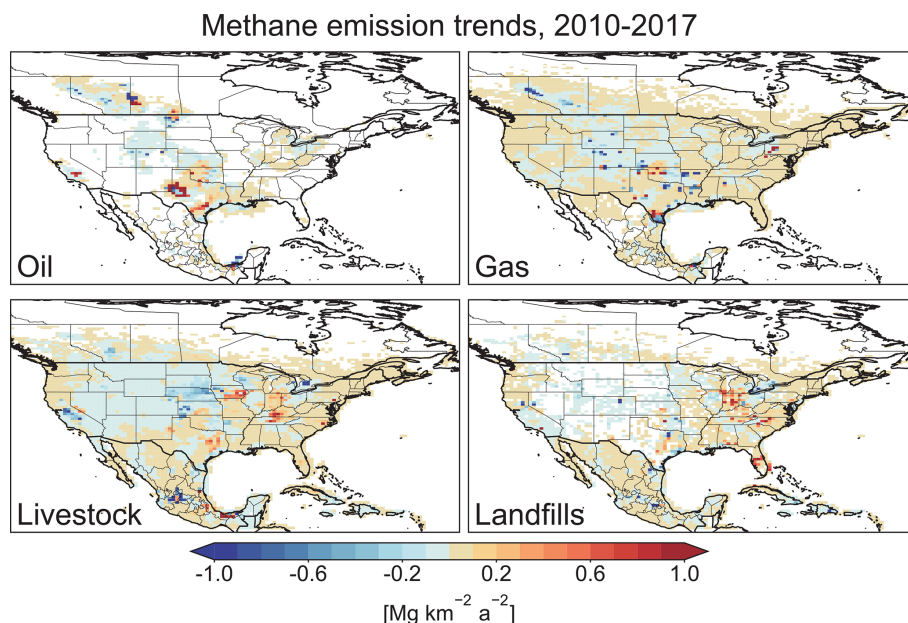 Methane emission trends, 2010-2017
Oil
Gas
Livestock
Landfills
-1.0 -0.6 -0.2 0.2 0.6 1.0
[Mg km⁻² a⁻²]